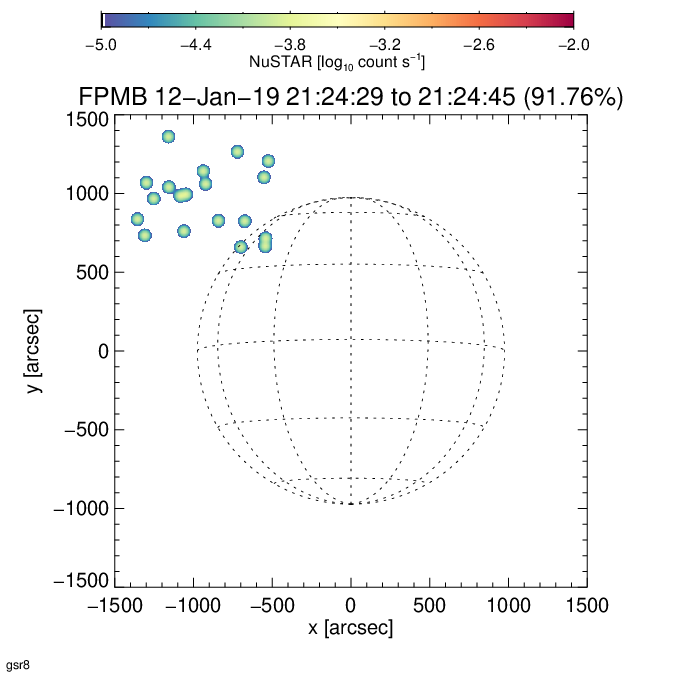 −5.0 −4.4 −3.8 −3.2 −2.6 −2.0
NuSTAR [log₁₀ count s⁻¹]
FPMB 12−Jan−19 21:24:29 to 21:24:45 (91.76%)
1500
1000
500
0
−500
−1000
−1500
y [arcsec]
−1500 −1000 −500 0 500 1000 1500
x [arcsec]
gsr8